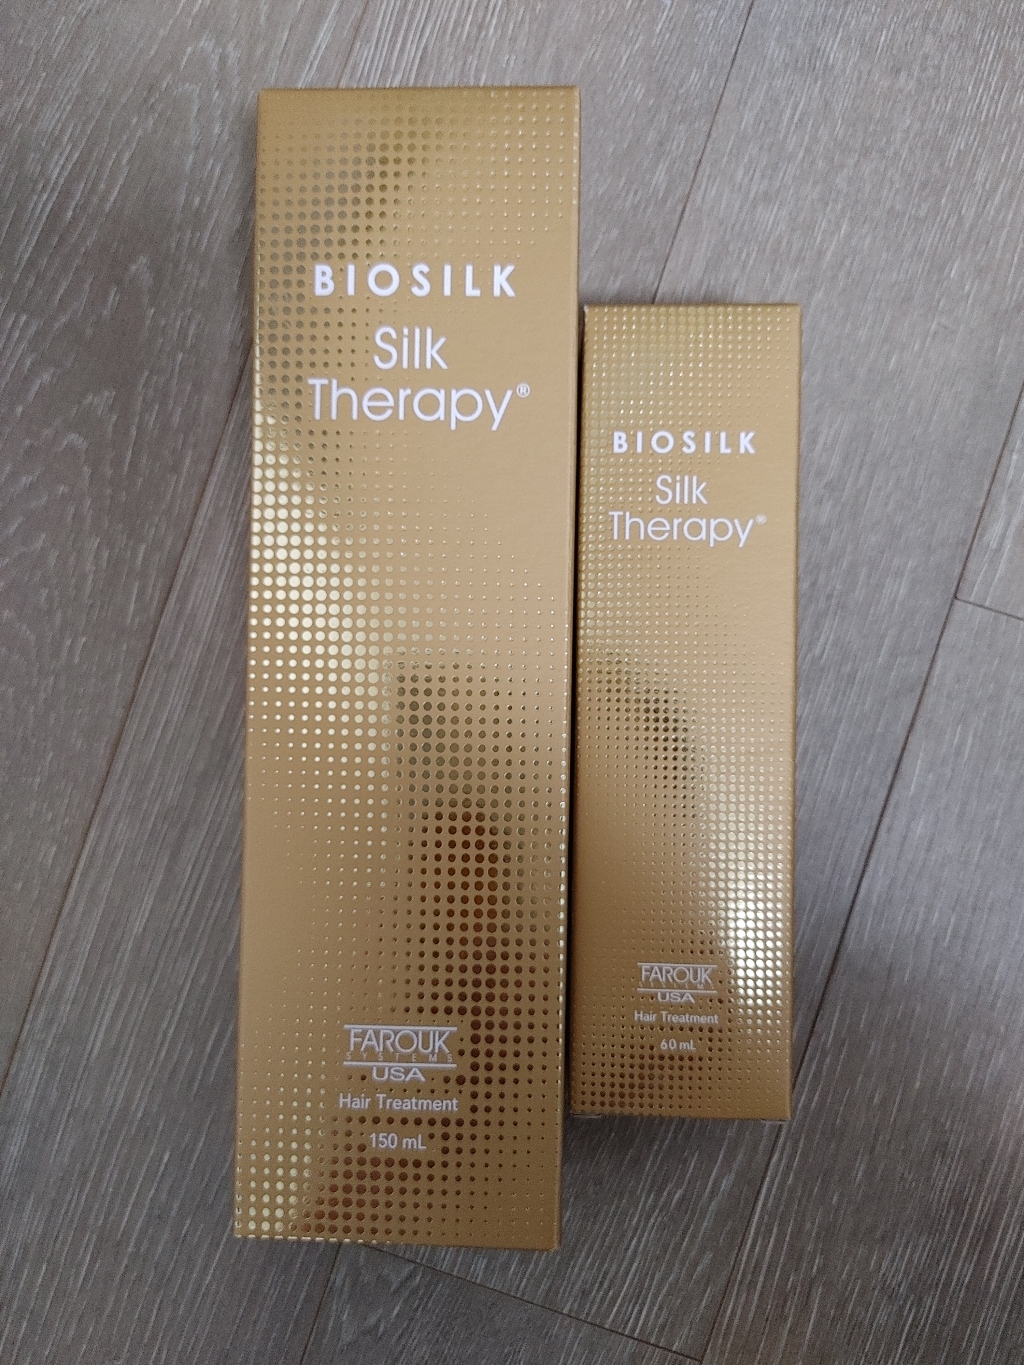 BIOSILK
Silk
Therapy®
FAROUK
SYSTEMS
USA
Hair Treatment
150 mL
BIOSILK
Silk
Therapy®
FAROUK
USA
Hair Treatment
60 mL